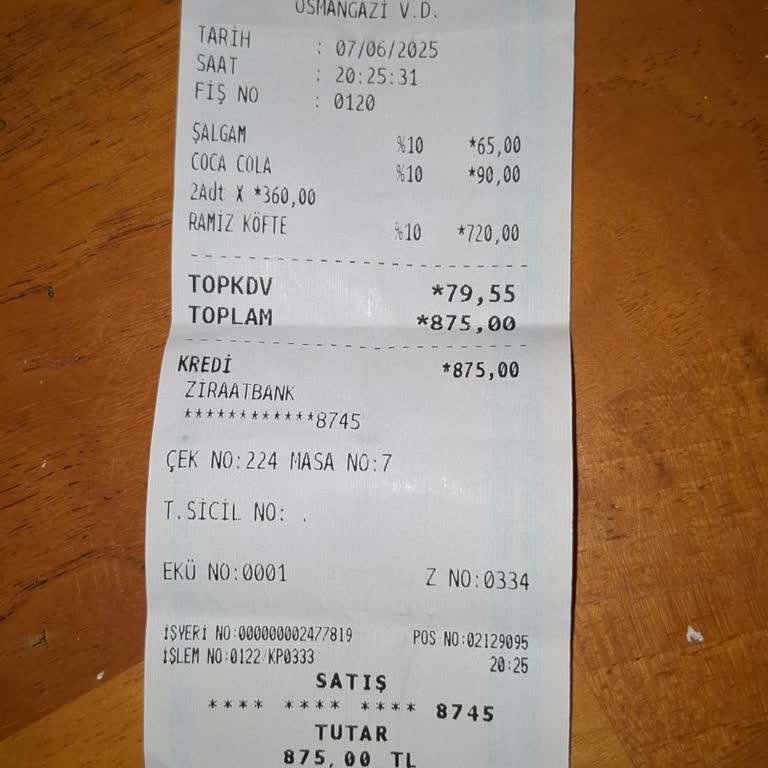 OSMANGAZİ V.D.
TARİH : 07/06/2025
SAAT : 20:25:31
FİŞ NO : 0120
ŞALGAM %10 *65,00
COCA COLA %10 *90,00
2Adt X *360,00
RAMİZ KÖFTE %10 *720,00
TOPKDV *79,55
TOPLAM *875,00
KREDİ *875,00
ZİRAATBANK
************8745
ÇEK NO:224 MASA NO:7
T.SİCİL NO: .
EKÜ NO:0001 Z NO:0334
İŞYERİ NO:000000002477819 POS NO:02129095
İŞLEM NO:0122 KP0333 20:25
SATIŞ
**** **** **** 8745
TUTAR
875,00 TL